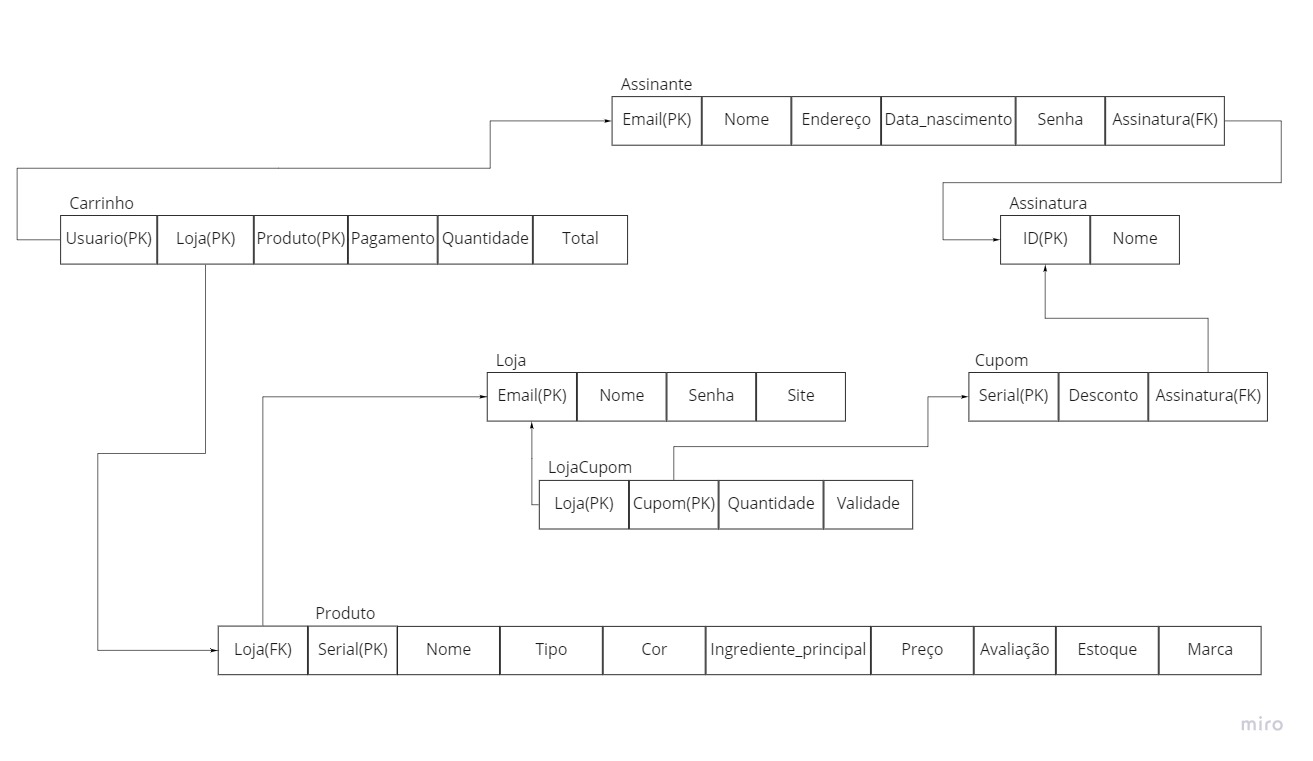 Assinante
Email(PK) Nome Endereço Data_nascimento Senha Assinatura(FK)
Carrinho
Usuario(PK) Loja(PK) Produto(PK) Pagamento Quantidade Total
Assinatura
ID(PK) Nome
Loja
Email(PK) Nome Senha Site
Cupom
Serial(PK) Desconto Assinatura(FK)
LojaCupom
Loja(PK) Cupom(PK) Quantidade Validade
Produto
Loja(FK) Serial(PK) Nome Tipo Cor Ingrediente_principal Preço Avaliação Estoque Marca
miro